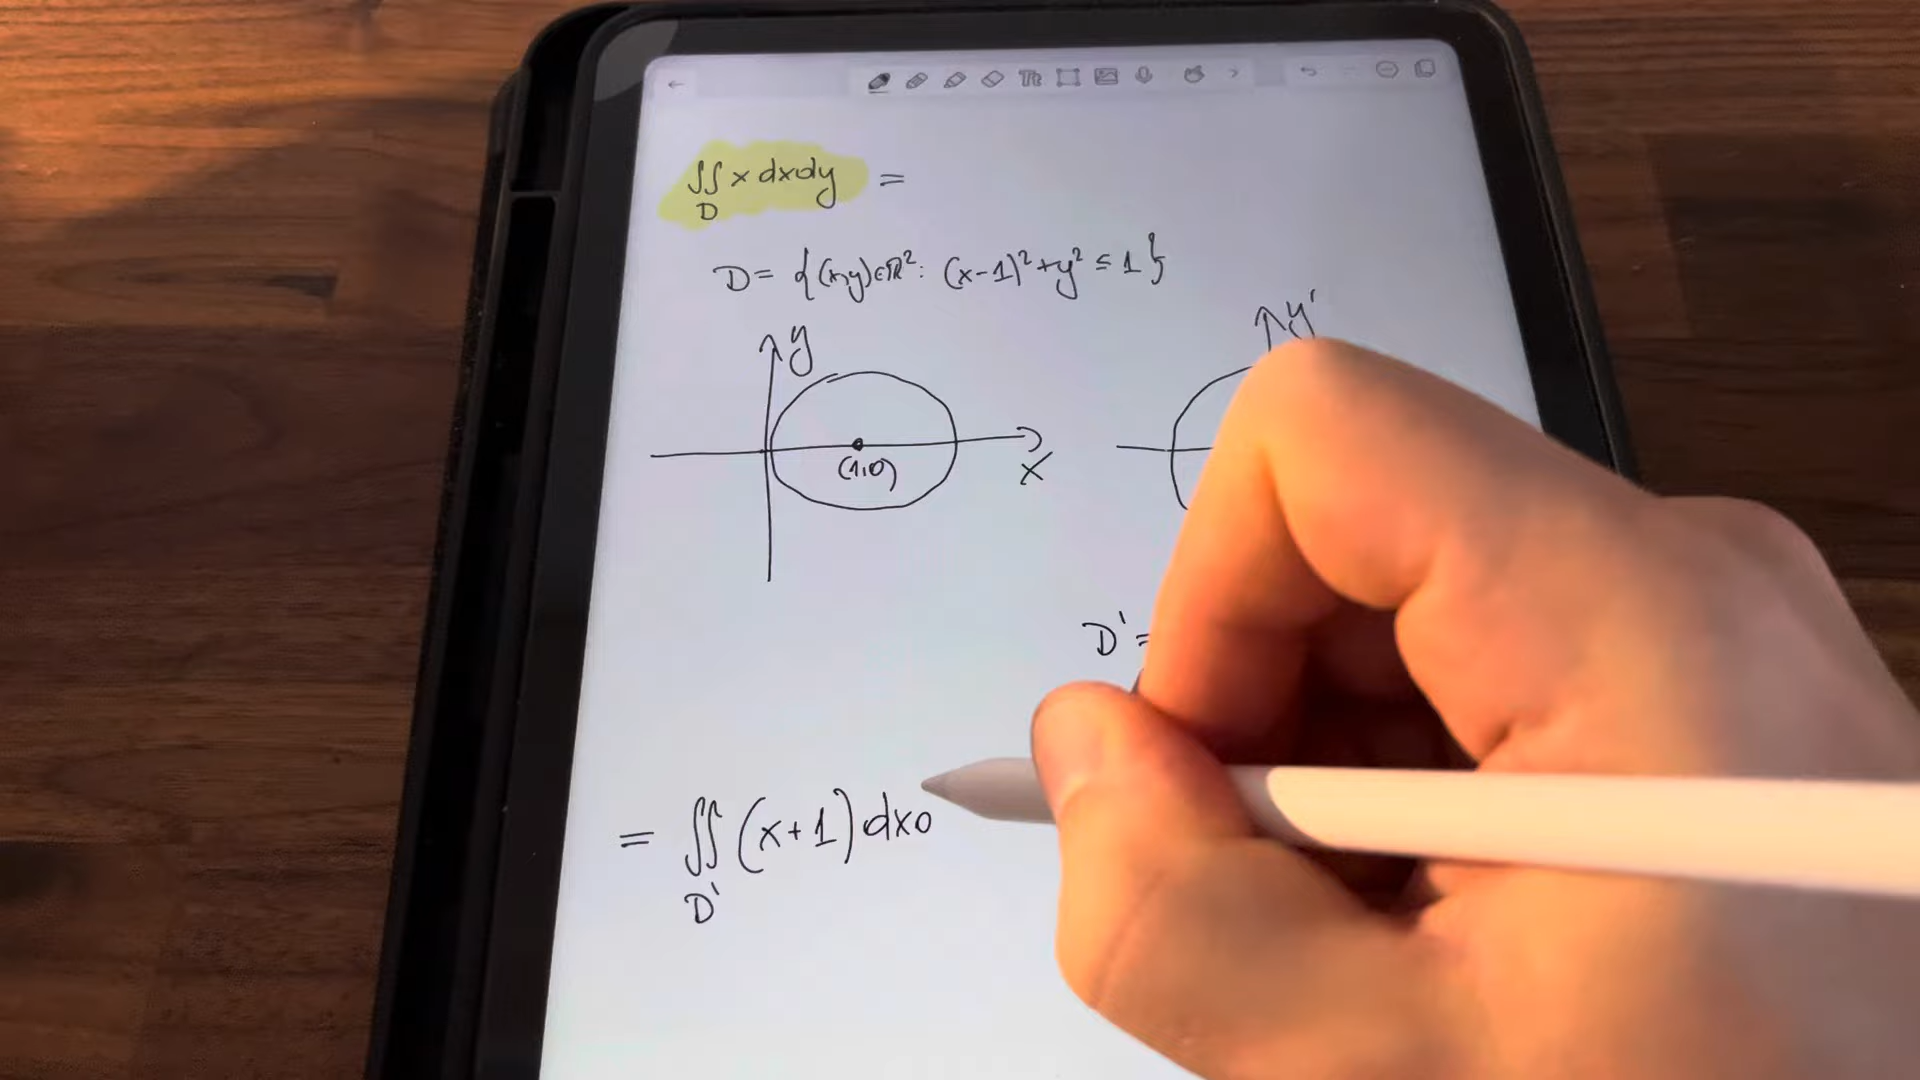 ∬ x dxdy =
D
D = {(x,y)∈ℝ²: (x-1)²+y² ≤ 1}
y
y'
(1,0)
x
D' =
= ∬ (x+1) dx
D'